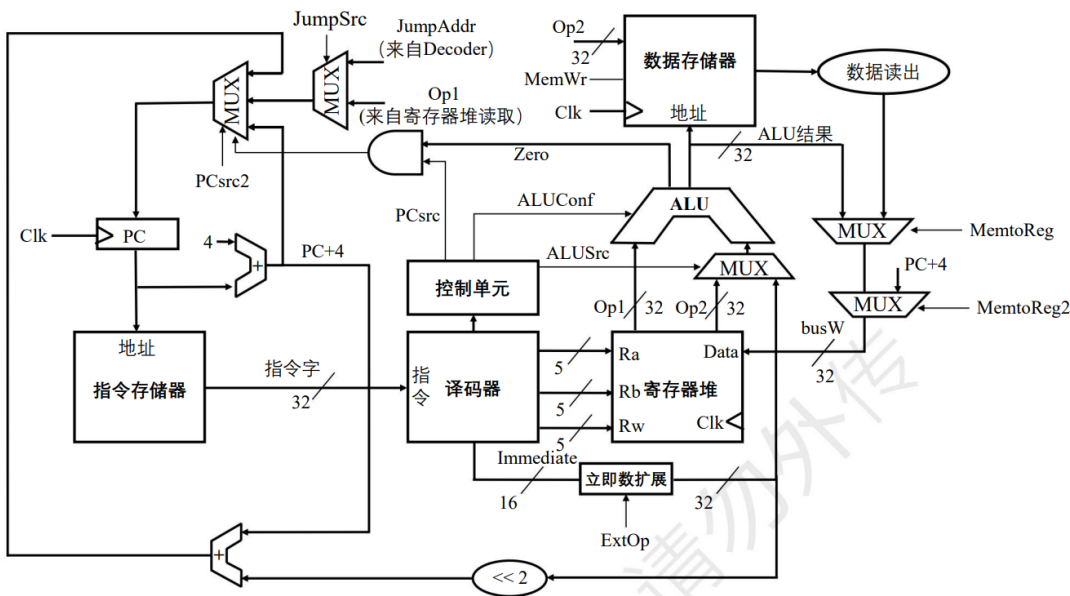 JumpSrc
JumpAddr
(来自Decoder)
Op1
(来自寄存器堆读取)
MUX
MUX
PCsrc2
Clk
PC
4
+
PC+4
地址
指令存储器
指令字
32
Zero
PCsrc
ALUConf
ALUSrc
控制单元
指令
译码器
5
5
5
Immediate
16
立即数扩展
32
ExtOp
Ra
Rb
Rw
Data
寄存器堆
Clk
Op1
32
Op2
32
MUX
ALU
Op2
32
MemWr
Clk
数据存储器
地址
数据读出
ALU结果
32
MUX
MemtoReg
PC+4
MUX
MemtoReg2
busW
32
+
<< 2
请勿外传